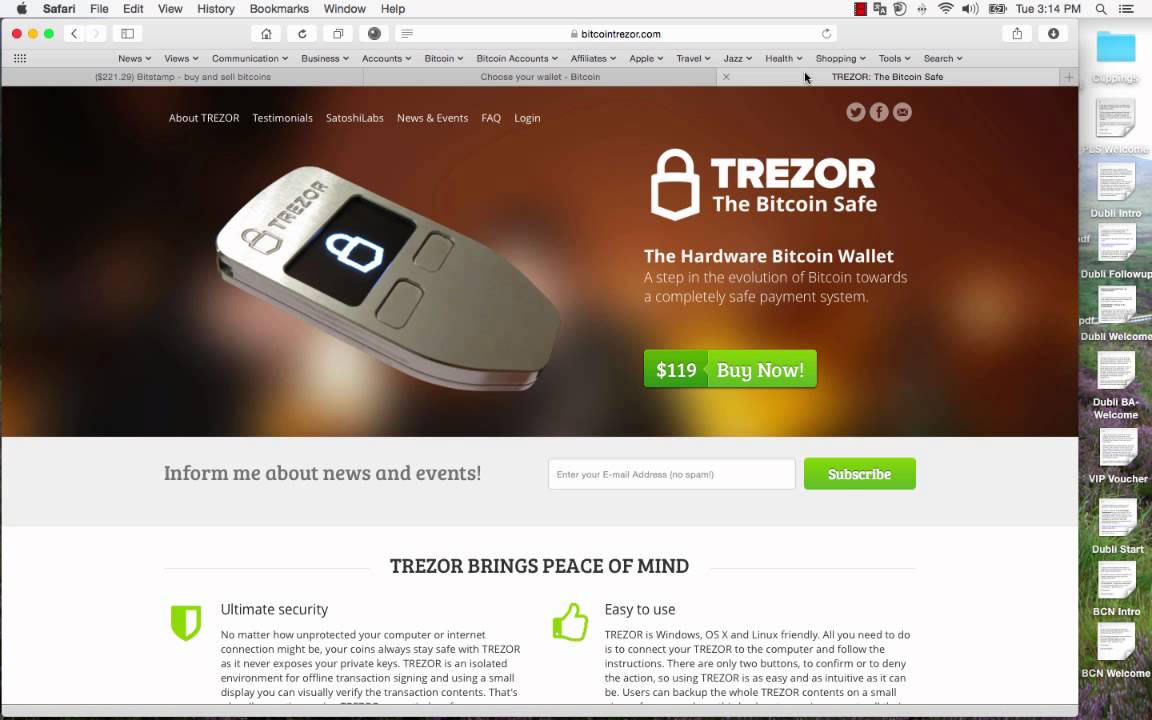 Safari File Edit View History Bookmarks Window Help Tue 3:14 PM
bitcointrezor.com
News Views Communication Business Accounts Bitcoin Bitcoin Accounts Affiliates Apple Travel Jazz Health Shopping Tools Search
($221.29) Bitstamp – buy and sell bitcoins Choose your wallet - Bitcoin TREZOR: The Bitcoin Safe
About TREZOR Testimonials SatoshiLabs News & Events FAQ Login
TREZOR
TREZOR
The Bitcoin Safe
The Hardware Bitcoin Wallet
A step in the evolution of Bitcoin towards
a completely safe payment system.
$119 Buy Now!
Inform me about news and events!
Enter your E-mail Address (no spam!)
Subscribe
TREZOR BRINGS PEACE OF MIND
Ultimate security
No matter how unprotected your computer or internet
connection might be, your coins always stay safe with TREZOR
as it never exposes your private keys. TREZOR is an isolated
environment for offline transaction signing and using a small
display you can visually verify the transaction contents. That's
Easy to use
TREZOR is Windows, OS X and Linux friendly. All you need to do
is to connect your TREZOR to the computer and follow the
instructions. There are only two buttons, to confirm or to deny
the action, so using TREZOR is as easy and as intuitive as it can
be. Users can backup the whole TREZOR contents on a small
Clippings
PLS Welcome
Dubli Intro
pdf
Dubli Followup
pdf
Dubli Welcome
Dubli BA-
Welcome
VIP Voucher
Dubli Start
BCN Intro
BCN Welcome